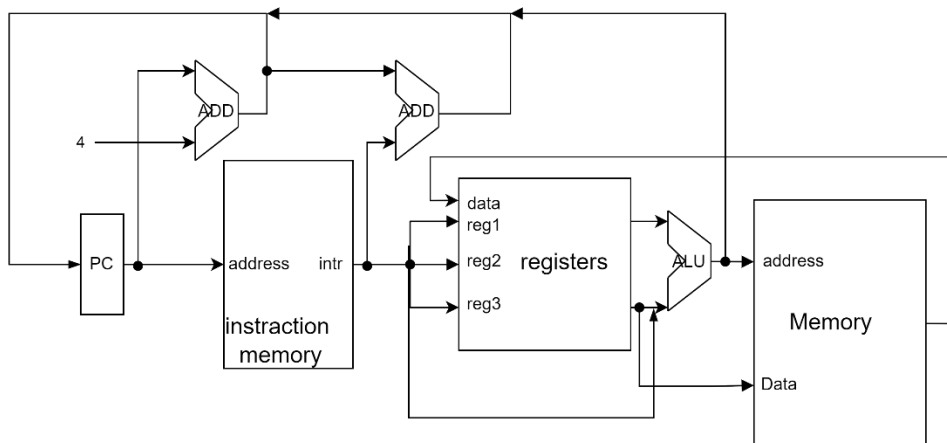 ADD
ADD
4
data
reg1
PC
address
intr
reg2
registers
ALU
address
reg3
instraction
memory
Memory
Data